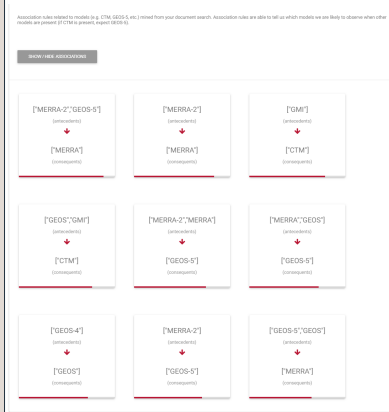 Association rules related to models (e.g. CTM, GEOS-5, etc.) mined from your document search. Association rules are able to tell us which models we are likely to observe when other
models are present (if CTM is present, expect GEOS-5).
SHOW / HIDE ASSOCIATIONS
["MERRA-2","GEOS-5"]
(antecedents)
["MERRA"]
(consequents)
["MERRA-2"]
(antecedents)
["MERRA"]
(consequents)
["GMI"]
(antecedents)
["CTM"]
(consequents)
["GEOS","GMI"]
(antecedents)
["CTM"]
(consequents)
["MERRA-2","MERRA"]
(antecedents)
["GEOS-5"]
(consequents)
["MERRA","GEOS"]
(antecedents)
["GEOS-5"]
(consequents)
["GEOS-4"]
(antecedents)
["GEOS"]
(consequents)
["MERRA-2"]
(antecedents)
["GEOS-5"]
(consequents)
["GEOS-5","GEOS"]
(antecedents)
["MERRA"]
(consequents)